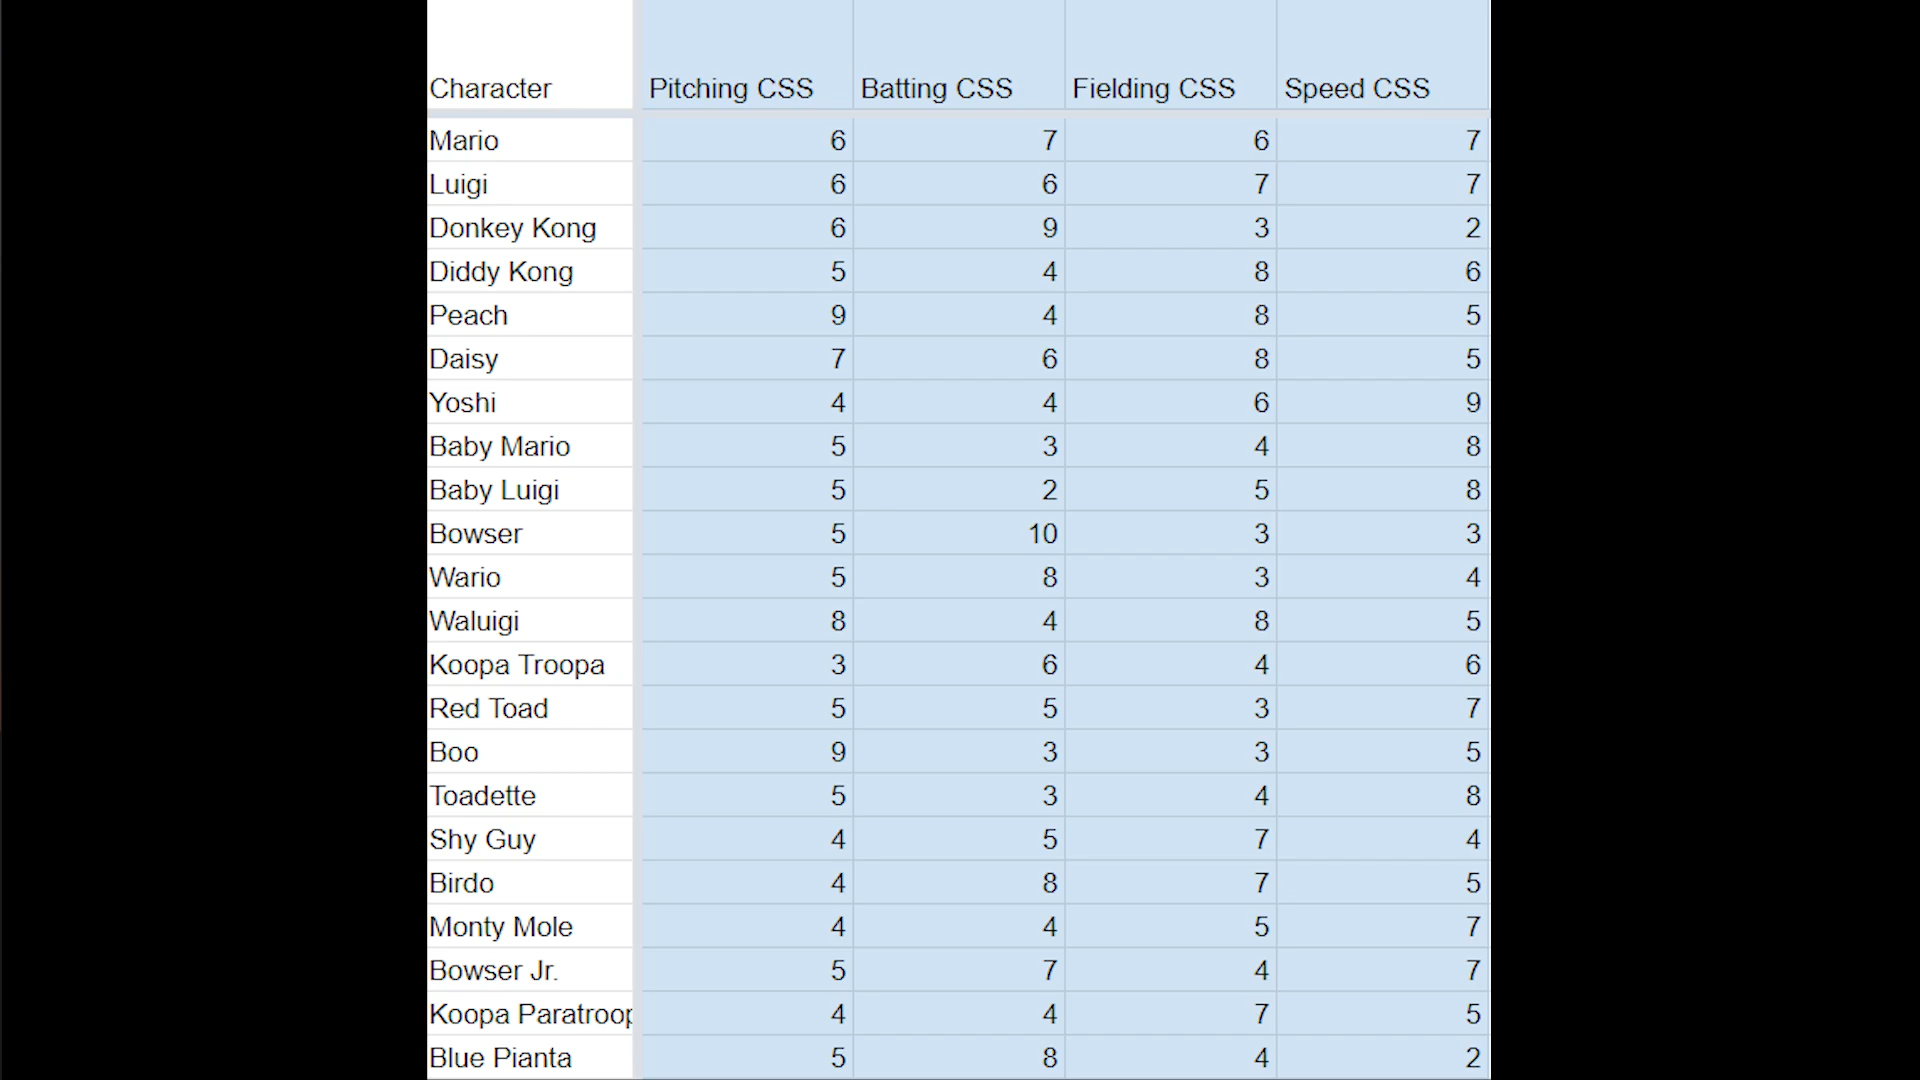 Character Pitching CSS Batting CSS Fielding CSS Speed CSS
Mario 6 7 6 7
Luigi 6 6 7 7
Donkey Kong 6 9 3 2
Diddy Kong 5 4 8 6
Peach 9 4 8 5
Daisy 7 6 8 5
Yoshi 4 4 6 9
Baby Mario 5 3 4 8
Baby Luigi 5 2 5 8
Bowser 5 10 3 3
Wario 5 8 3 4
Waluigi 8 4 8 5
Koopa Troopa 3 6 4 6
Red Toad 5 5 3 7
Boo 9 3 3 5
Toadette 5 3 4 8
Shy Guy 4 5 7 4
Birdo 4 8 7 5
Monty Mole 4 4 5 7
Bowser Jr. 5 7 4 7
Koopa Paratroop 4 4 7 5
Blue Pianta 5 8 4 2